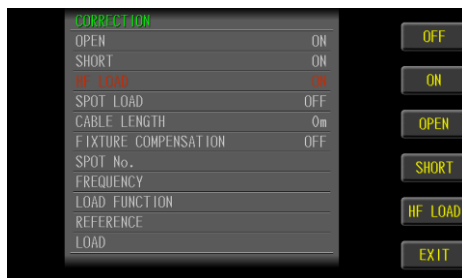 CORRECTION
OPEN ON
SHORT ON
HF LOAD ON
SPOT LOAD OFF
CABLE LENGTH 0m
FIXTURE COMPENSATION OFF
SPOT No.
FREQUENCY
LOAD FUNCTION
REFERENCE
LOAD
OFF
ON
OPEN
SHORT
HF LOAD
EXIT